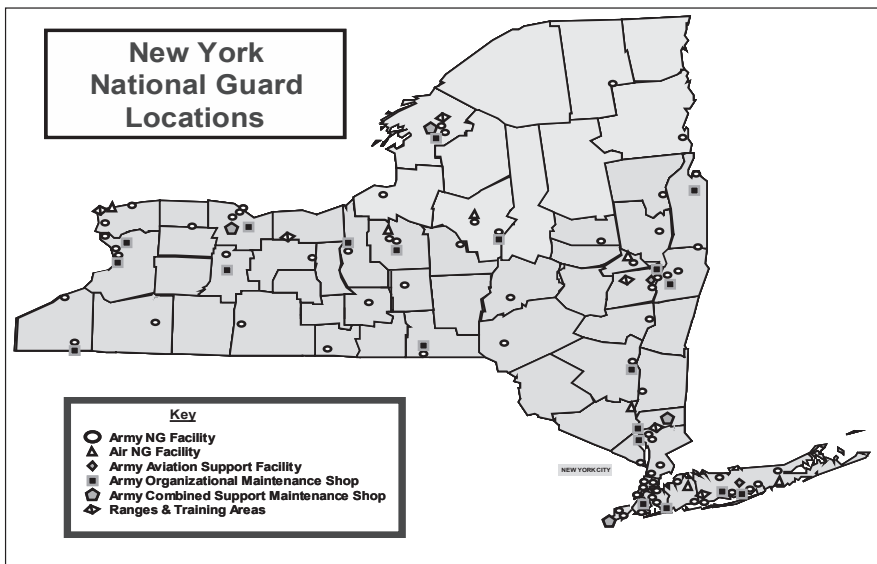 New York
National Guard
Locations
NEW YORK CITY
Key
Army NG Facility
Air NG Facility
Army Aviation Support Facility
Army Organizational Maintenance Shop
Army Combined Support Maintenance Shop
Ranges & Training Areas